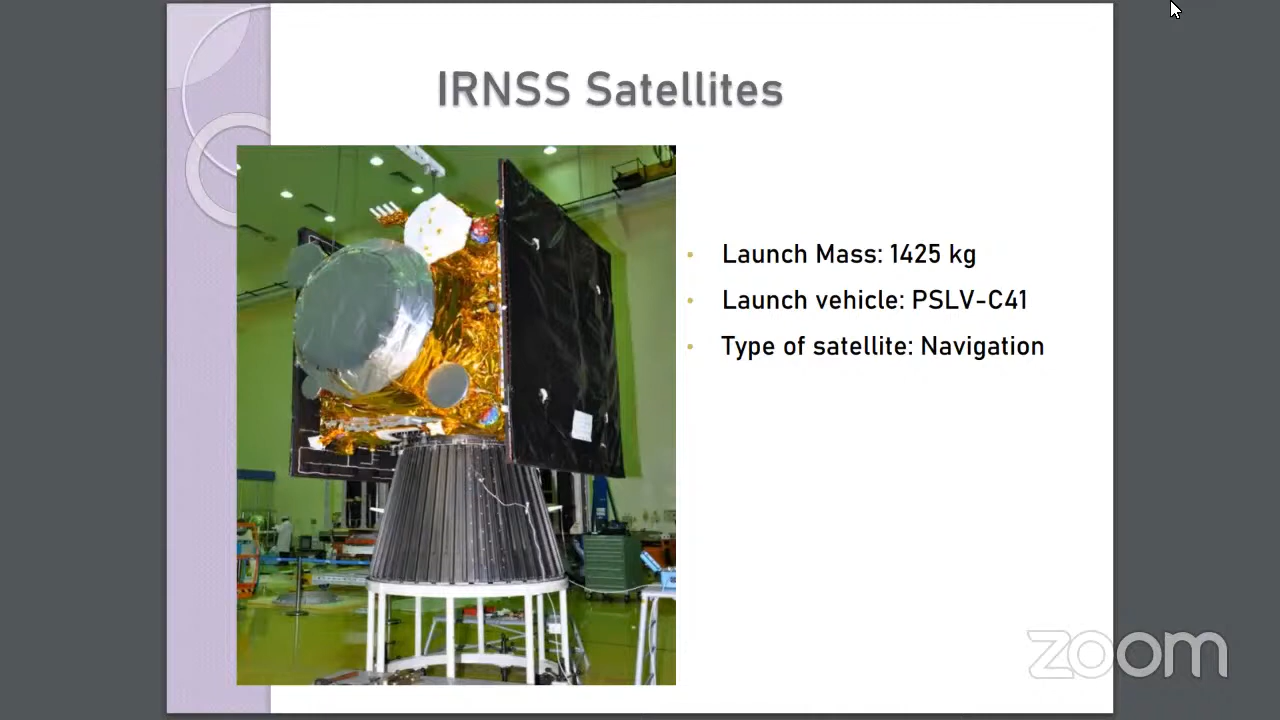 IRNSS Satellites
• Launch Mass: 1425 kg
• Launch vehicle: PSLV-C41
• Type of satellite: Navigation
zoom